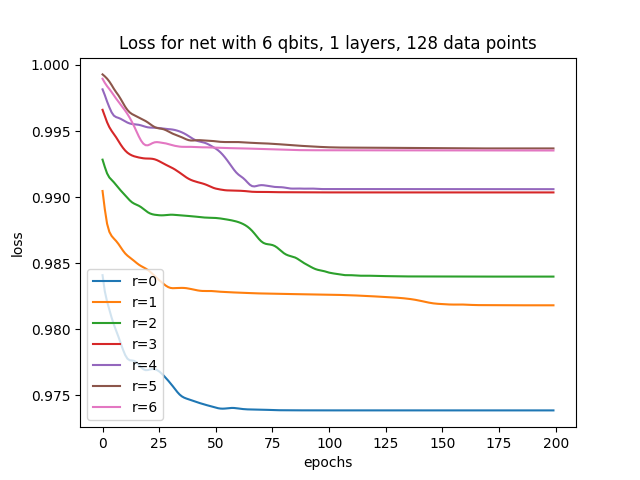 Loss for net with 6 qbits, 1 layers, 128 data points
1.000
0.995
0.990
0.985
0.980
0.975
loss
r=0
r=1
r=2
r=3
r=4
r=5
r=6
0 25 50 75 100 125 150 175 200
epochs